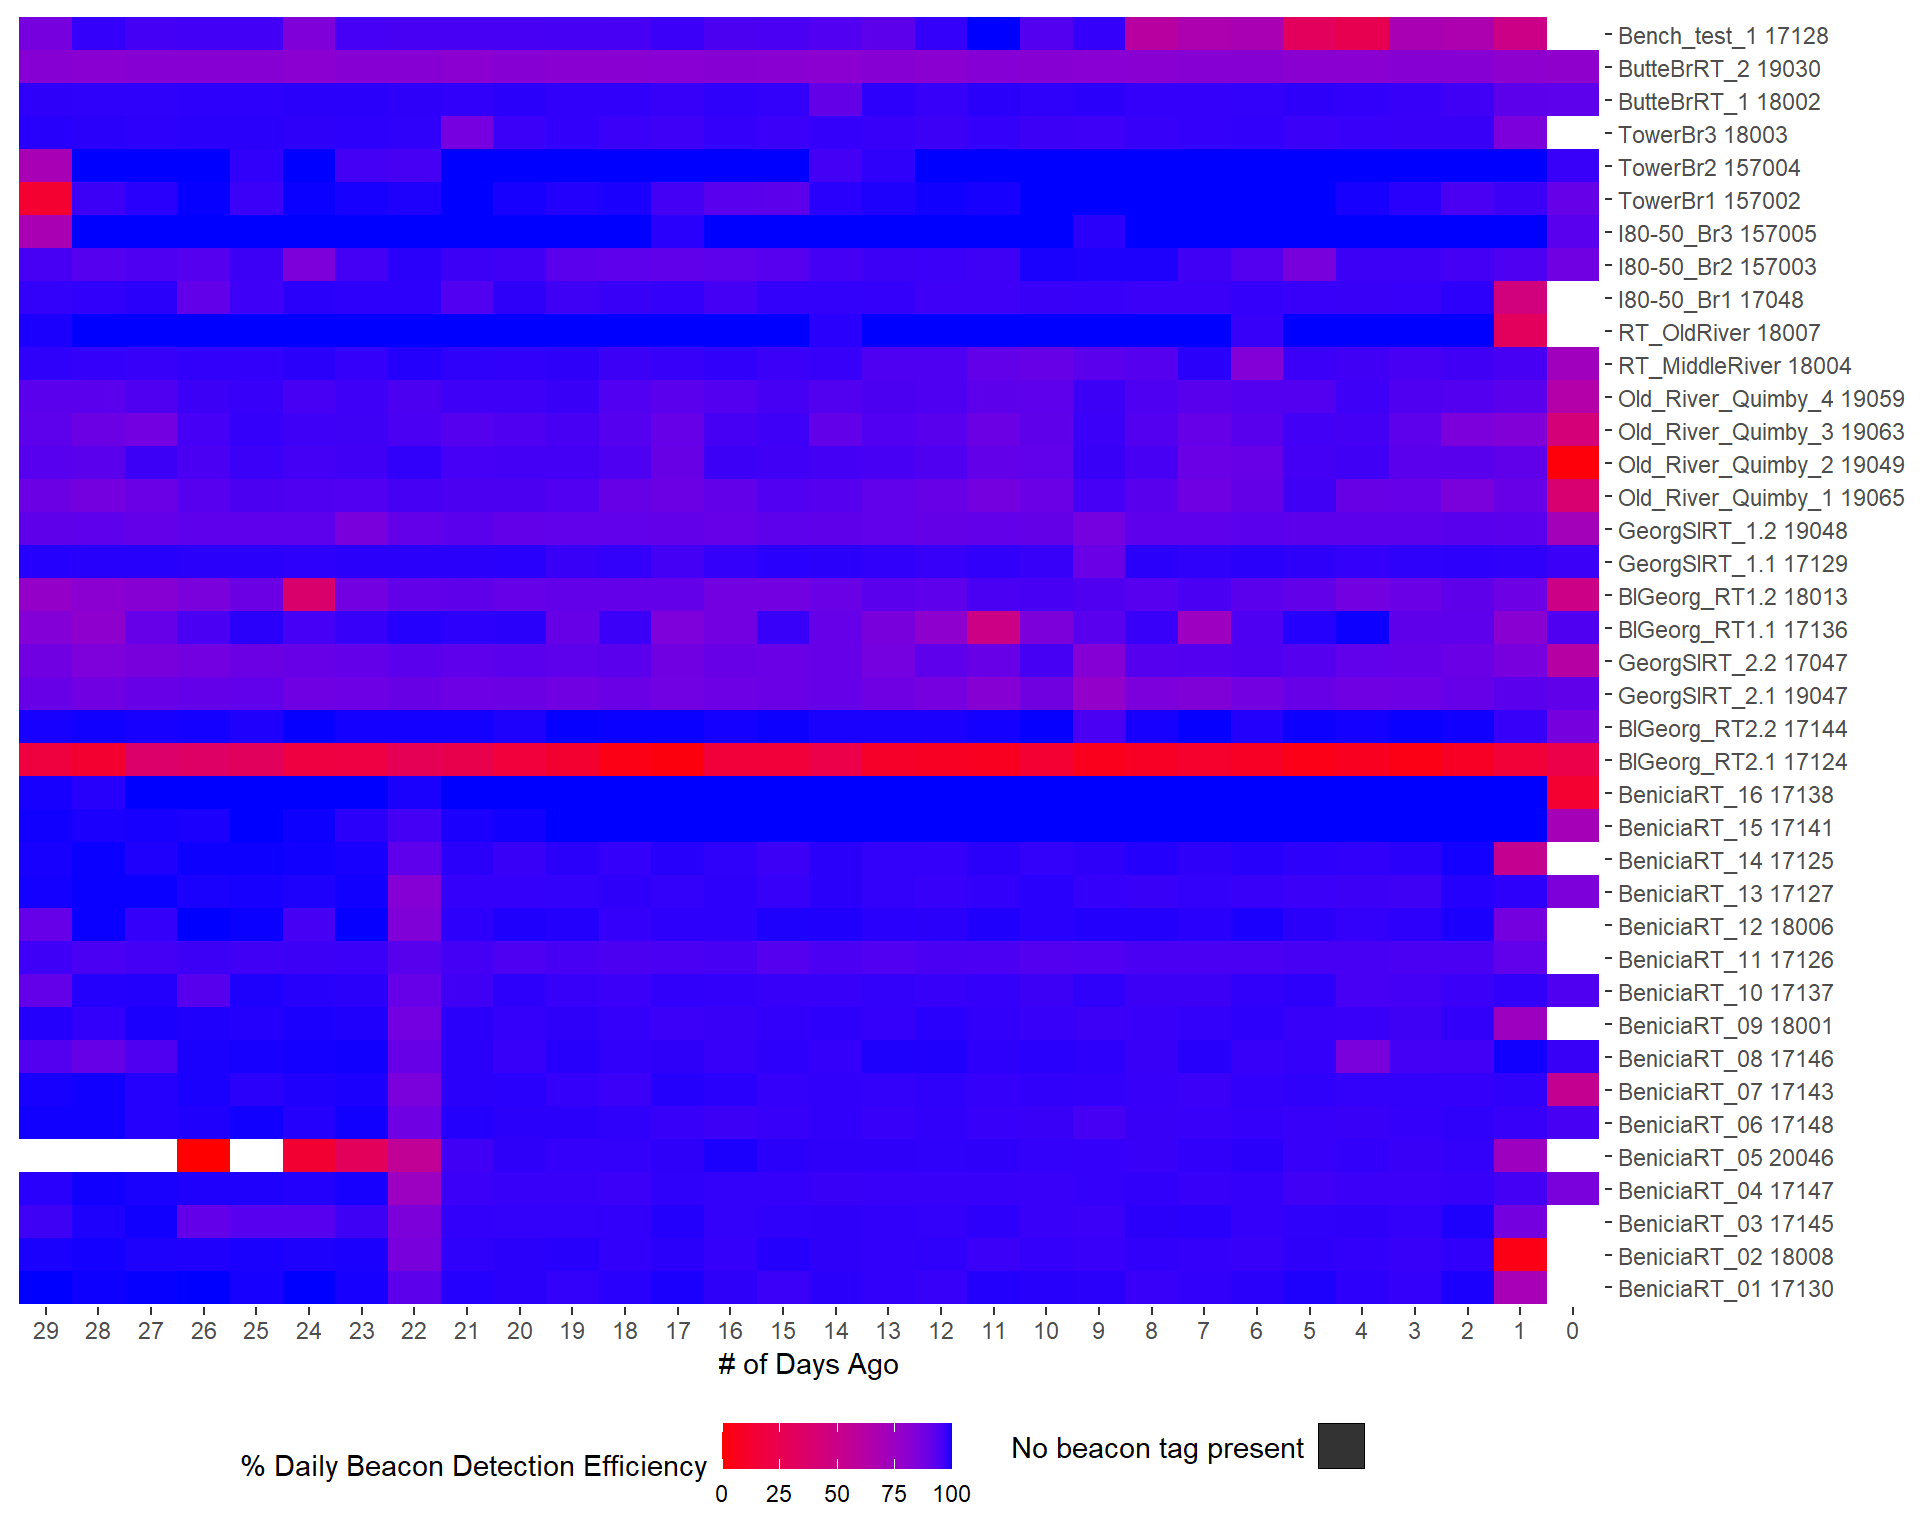 Bench_test_1 17128
ButteBrRT_2 19030
ButteBrRT_1 18002
TowerBr3 18003
TowerBr2 157004
TowerBr1 157002
I80-50_Br3 157005
I80-50_Br2 157003
I80-50_Br1 17048
RT_OldRiver 18007
RT_MiddleRiver 18004
Old_River_Quimby_4 19059
Old_River_Quimby_3 19063
Old_River_Quimby_2 19049
Old_River_Quimby_1 19065
GeorgSlRT_1.2 19048
GeorgSlRT_1.1 17129
BlGeorg_RT1.2 18013
BlGeorg_RT1.1 17136
GeorgSlRT_2.2 17047
GeorgSlRT_2.1 19047
BlGeorg_RT2.2 17144
BlGeorg_RT2.1 17124
BeniciaRT_16 17138
BeniciaRT_15 17141
BeniciaRT_14 17125
BeniciaRT_13 17127
BeniciaRT_12 18006
BeniciaRT_11 17126
BeniciaRT_10 17137
BeniciaRT_09 18001
BeniciaRT_08 17146
BeniciaRT_07 17143
BeniciaRT_06 17148
BeniciaRT_05 20046
BeniciaRT_04 17147
BeniciaRT_03 17145
BeniciaRT_02 18008
BeniciaRT_01 17130
29 28 27 26 25 24 23 22 21 20 19 18 17 16 15 14 13 12 11 10 9 8 7 6 5 4 3 2 1 0
# of Days Ago
% Daily Beacon Detection Efficiency
0 25 50 75 100
No beacon tag present